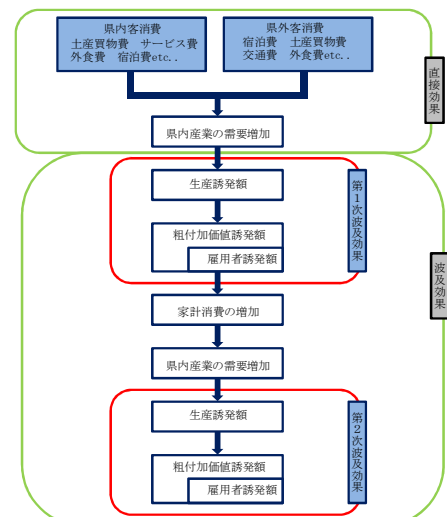 県内客消費
土産買物費 サービス費
外食費 宿泊費etc..
県外客消費
宿泊費 土産買物費
交通費 外食費etc..
直接効果
県内産業の需要増加
生産誘発額
粗付加価値誘発額
雇用者誘発額
第1次波及効果
波及効果
家計消費の増加
県内産業の需要増加
生産誘発額
粗付加価値誘発額
雇用者誘発額
第2次波及効果